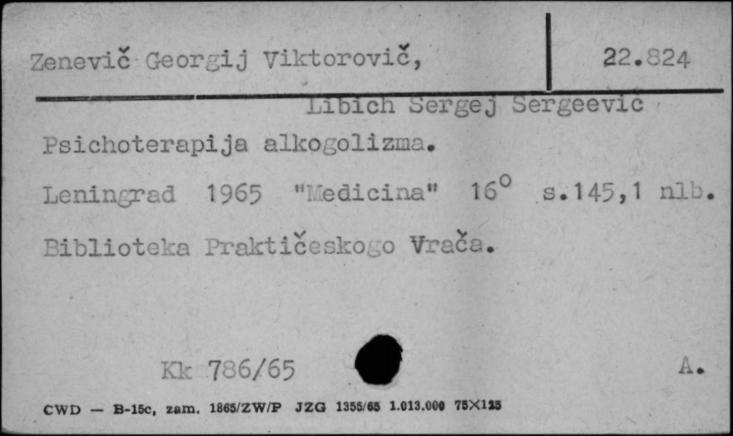 Zenevič Georgij Viktorovič, 22.824
Libich Sergej Sergeevic
Psichoterapija alkogolizma.
Leningrad 1965 "Medicina" 16° s.145,1 nlb.
Biblioteka Praktičeskogo Vrača.
Kk 786/65 A.
CWD — B-15c, zam. 1865/ZW/P JZG 1355/65 1.013.000 75X125